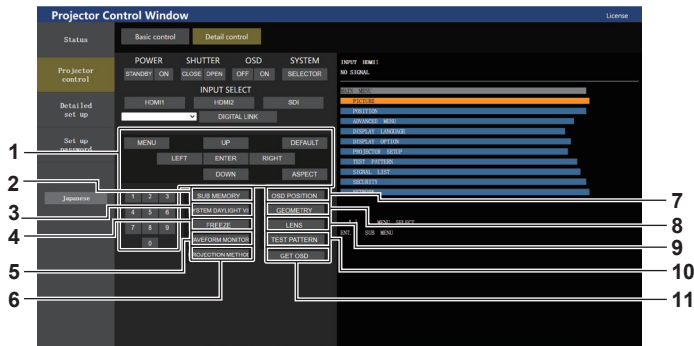 Projector Control Window
License
Status
Projector
control
Detailed
set up
Set up
password
Japanese
Basic control
Detail control
POWER SHUTTER OSD SYSTEM
STANDBY ON CLOSE OPEN OFF ON SELECTOR
INPUT SELECT
HDMI1 HDMI2 SDI
DIGITAL LINK
MENU UP DEFAULT
LEFT ENTER RIGHT
DOWN ASPECT
1 2 3
4 5 6
7 8 9
0
SUB MEMORY
YSTEM DAYLIGHT VI
FREEZE
WAVEFORM MONITOR
ROJECTION METHOD
OSD POSITION
GEOMETRY
LENS
TEST PATTERN
GET OSD
INPUT HDMI1
NO SIGNAL
MAIN MENU
PICTURE
POSITION
ADVANCED MENU
DISPLAY LANGUAGE
DISPLAY OPTION
PROJECTOR SETUP
TEST PATTERN
SIGNAL LIST
SECURITY
NETWORK
MENU SELECT
ENT. SUB MENU
1
2
3
4
5
6
7
8
9
10
11